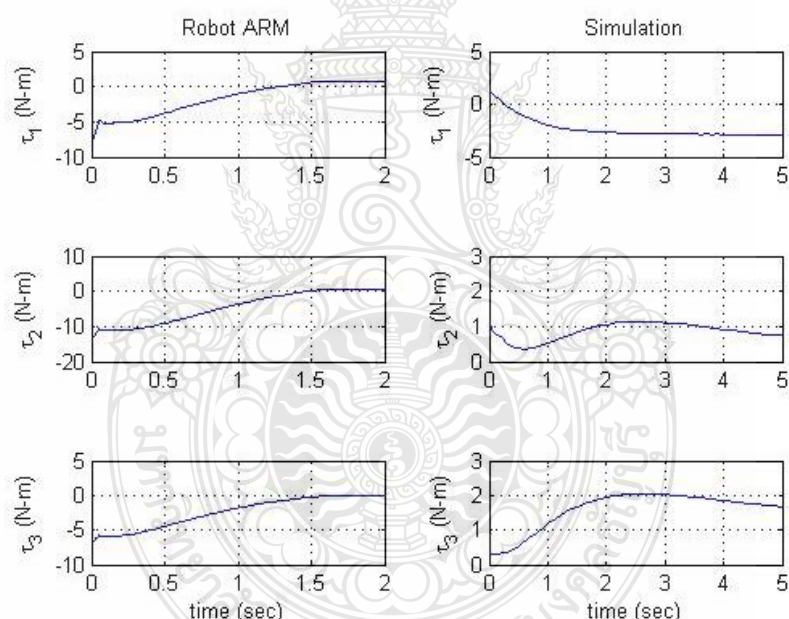 Robot ARM
τ1 (N-m)
5
0
-5
-10
0 0.5 1 1.5 2
Simulation
τ1 (N-m)
5
0
-5
0 1 2 3 4 5
τ2 (N-m)
10
0
-10
-20
0 0.5 1 1.5 2
τ2 (N-m)
3
2
1
0
0 1 2 3 4 5
τ3 (N-m)
5
0
-5
-10
0 0.5 1 1.5 2
time (sec)
τ3 (N-m)
3
2
1
0
0 1 2 3 4 5
time (sec)